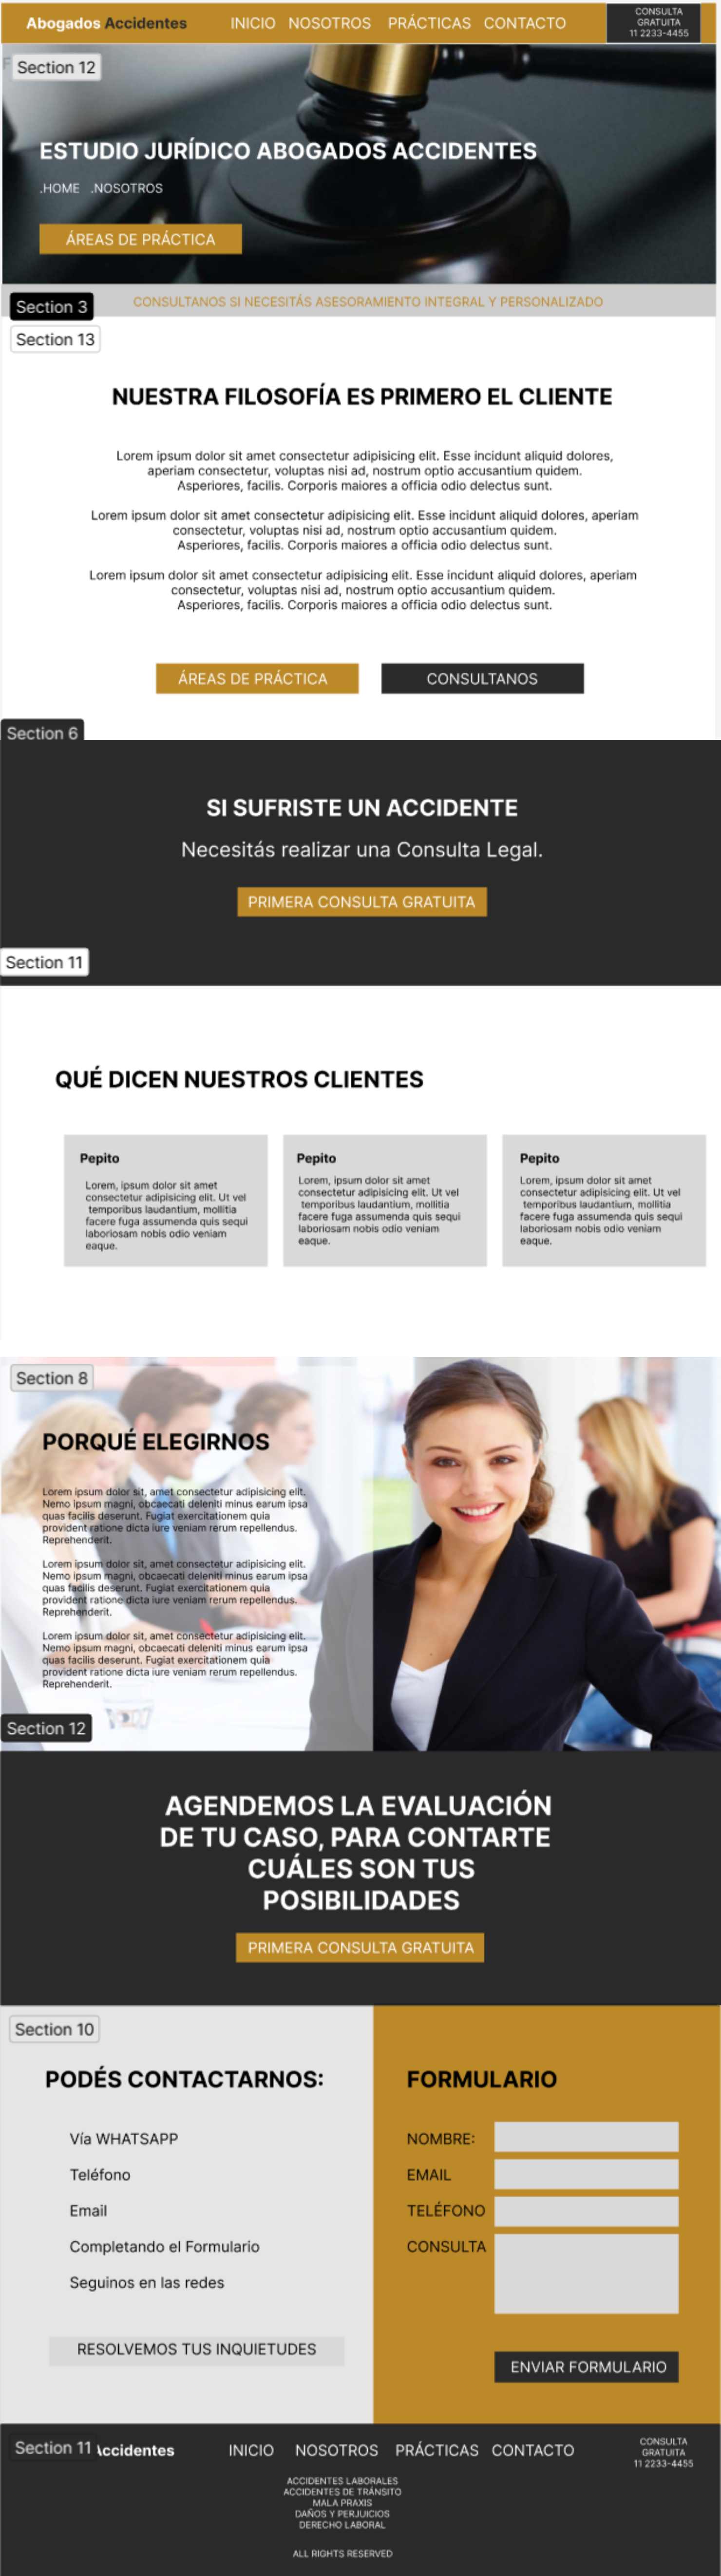 Abogados Accidentes
INICIO NOSOTROS PRÁCTICAS CONTACTO
CONSULTA
GRATUITA
11 2233-4455
F
Section 12
ESTUDIO JURÍDICO ABOGADOS ACCIDENTES
.HOME .NOSOTROS
ÁREAS DE PRÁCTICA
Section 3
CONSULTANOS SI NECESITÁS ASESORAMIENTO INTEGRAL Y PERSONALIZADO
Section 13
NUESTRA FILOSOFÍA ES PRIMERO EL CLIENTE
Lorem ipsum dolor sit amet consectetur adipisicing elit. Esse incidunt aliquid dolores,
aperiam consectetur, voluptas nisi ad, nostrum optio accusantium quidem.
Asperiores, facilis. Corporis maiores a officia odio delectus sunt.
Lorem ipsum dolor sit amet consectetur adipisicing elit. Esse incidunt aliquid dolores, aperiam
consectetur, voluptas nisi ad, nostrum optio accusantium quidem.
Asperiores, facilis. Corporis maiores a officia odio delectus sunt.
Lorem ipsum dolor sit amet consectetur adipisicing elit. Esse incidunt aliquid dolores, aperiam
consectetur, voluptas nisi ad, nostrum optio accusantium quidem.
Asperiores, facilis. Corporis maiores a officia odio delectus sunt.
ÁREAS DE PRÁCTICA
CONSULTANOS
Section 6
SI SUFRISTE UN ACCIDENTE
Necesitás realizar una Consulta Legal.
PRIMERA CONSULTA GRATUITA
Section 11
QUÉ DICEN NUESTROS CLIENTES
Pepito
Lorem, ipsum dolor sit amet
consectetur adipisicing elit. Ut vel
temporibus laudantium, mollitia
facere fuga assumenda quis sequi
laboriosam nobis odio veniam
eaque.
Pepito
Lorem, ipsum dolor sit amet
consectetur adipisicing elit. Ut vel
temporibus laudantium, mollitia
facere fuga assumenda quis sequi
laboriosam nobis odio veniam
eaque.
Pepito
Lorem, ipsum dolor sit amet
consectetur adipisicing elit. Ut vel
temporibus laudantium, mollitia
facere fuga assumenda quis sequi
laboriosam nobis odio veniam
eaque.
Section 8
PORQUÉ ELEGIRNOS
Lorem ipsum dolor sit, amet consectetur adipisicing elit.
Nemo ipsum magni, obcaecati deleniti minus earum ipsa
quas facilis deserunt. Fugiat exercitationem quia
provident ratione dicta iure veniam rerum repellendus.
Reprehenderit.
Lorem ipsum dolor sit, amet consectetur adipisicing elit.
Nemo ipsum magni, obcaecati deleniti minus earum ipsa
quas facilis deserunt. Fugiat exercitationem quia
provident ratione dicta iure veniam rerum repellendus.
Reprehenderit.
Lorem ipsum dolor sit, amet consectetur adipisicing elit.
Nemo ipsum magni, obcaecati deleniti minus earum ipsa
quas facilis deserunt. Fugiat exercitationem quia
provident ratione dicta iure veniam rerum repellendus.
Reprehenderit.
Section 12
AGENDEMOS LA EVALUACIÓN
DE TU CASO, PARA CONTARTE
CUÁLES SON TUS
POSIBILIDADES
PRIMERA CONSULTA GRATUITA
Section 10
PODÉS CONTACTARNOS:
Vía WHATSAPP
Teléfono
Email
Completando el Formulario
Seguinos en las redes
RESOLVEMOS TUS INQUIETUDES
FORMULARIO
NOMBRE:
EMAIL
TELÉFONO
CONSULTA
ENVIAR FORMULARIO
Section 11
Accidentes
INICIO NOSOTROS PRÁCTICAS CONTACTO
CONSULTA
GRATUITA
11 2233-4455
ACCIDENTES LABORALES
ACCIDENTES DE TRÁNSITO
MALA PRAXIS
DAÑOS Y PERJUICIOS
DERECHO LABORAL
ALL RIGHTS RESERVED